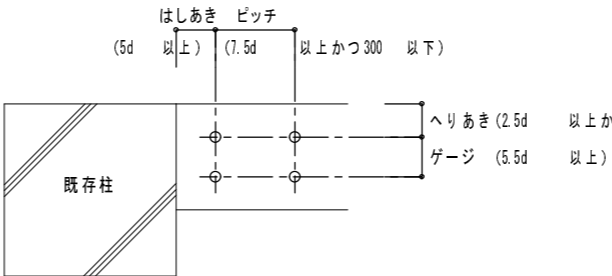 はしあき ピッチ
(5d 以上) (7.5d 以上かつ300 以下)
へりあき (2.5d 以上か
ゲージ (5.5d 以上)
既存柱